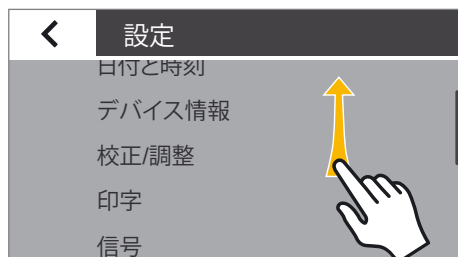 設定
日付と時刻
デバイス情報
校正/調整
印字
信号